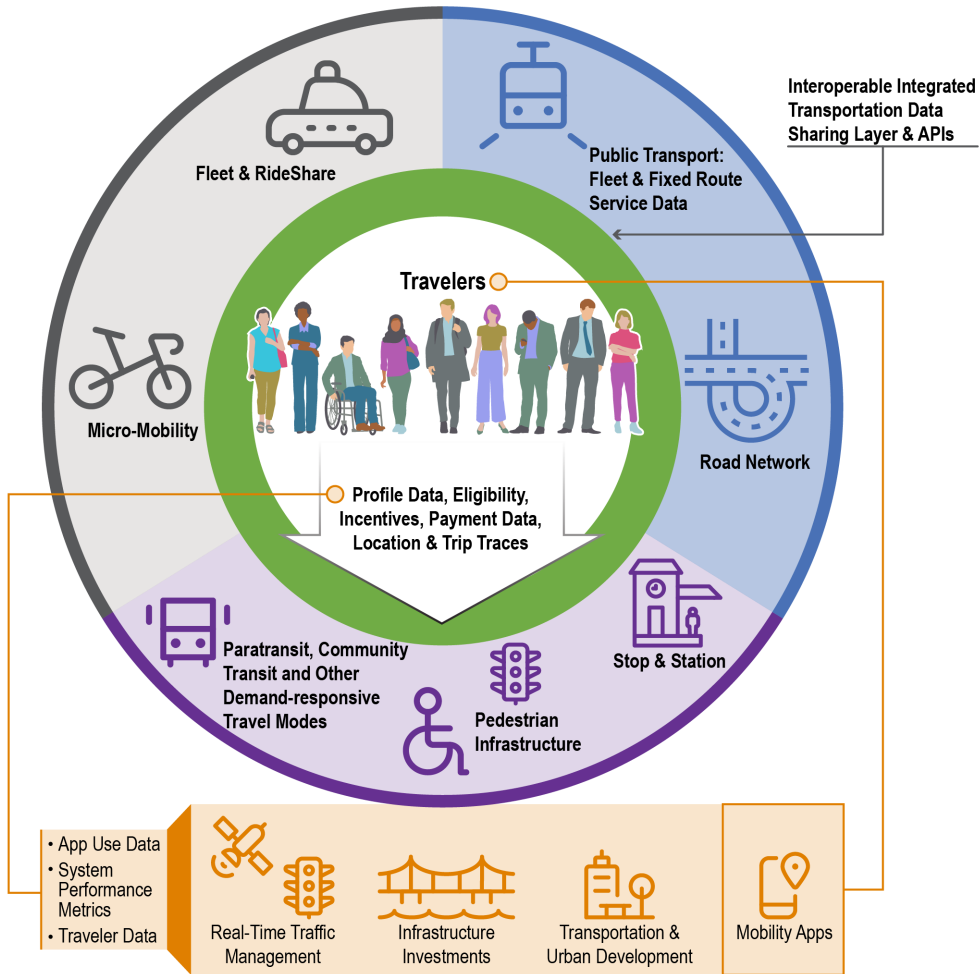 Interoperable Integrated
Transportation Data
Sharing Layer & APIs
Fleet & RideShare
Public Transport:
Fleet & Fixed Route
Service Data
Travelers
Micro-Mobility
Road Network
Profile Data, Eligibility,
Incentives, Payment Data,
Location & Trip Traces
Paratransit, Community
Transit and Other
Demand-responsive
Travel Modes
Pedestrian
Infrastructure
Stop & Station
• App Use Data
• System
Performance
Metrics
• Traveler Data
Real-Time Traffic
Management
Infrastructure
Investments
Transportation &
Urban Development
Mobility Apps